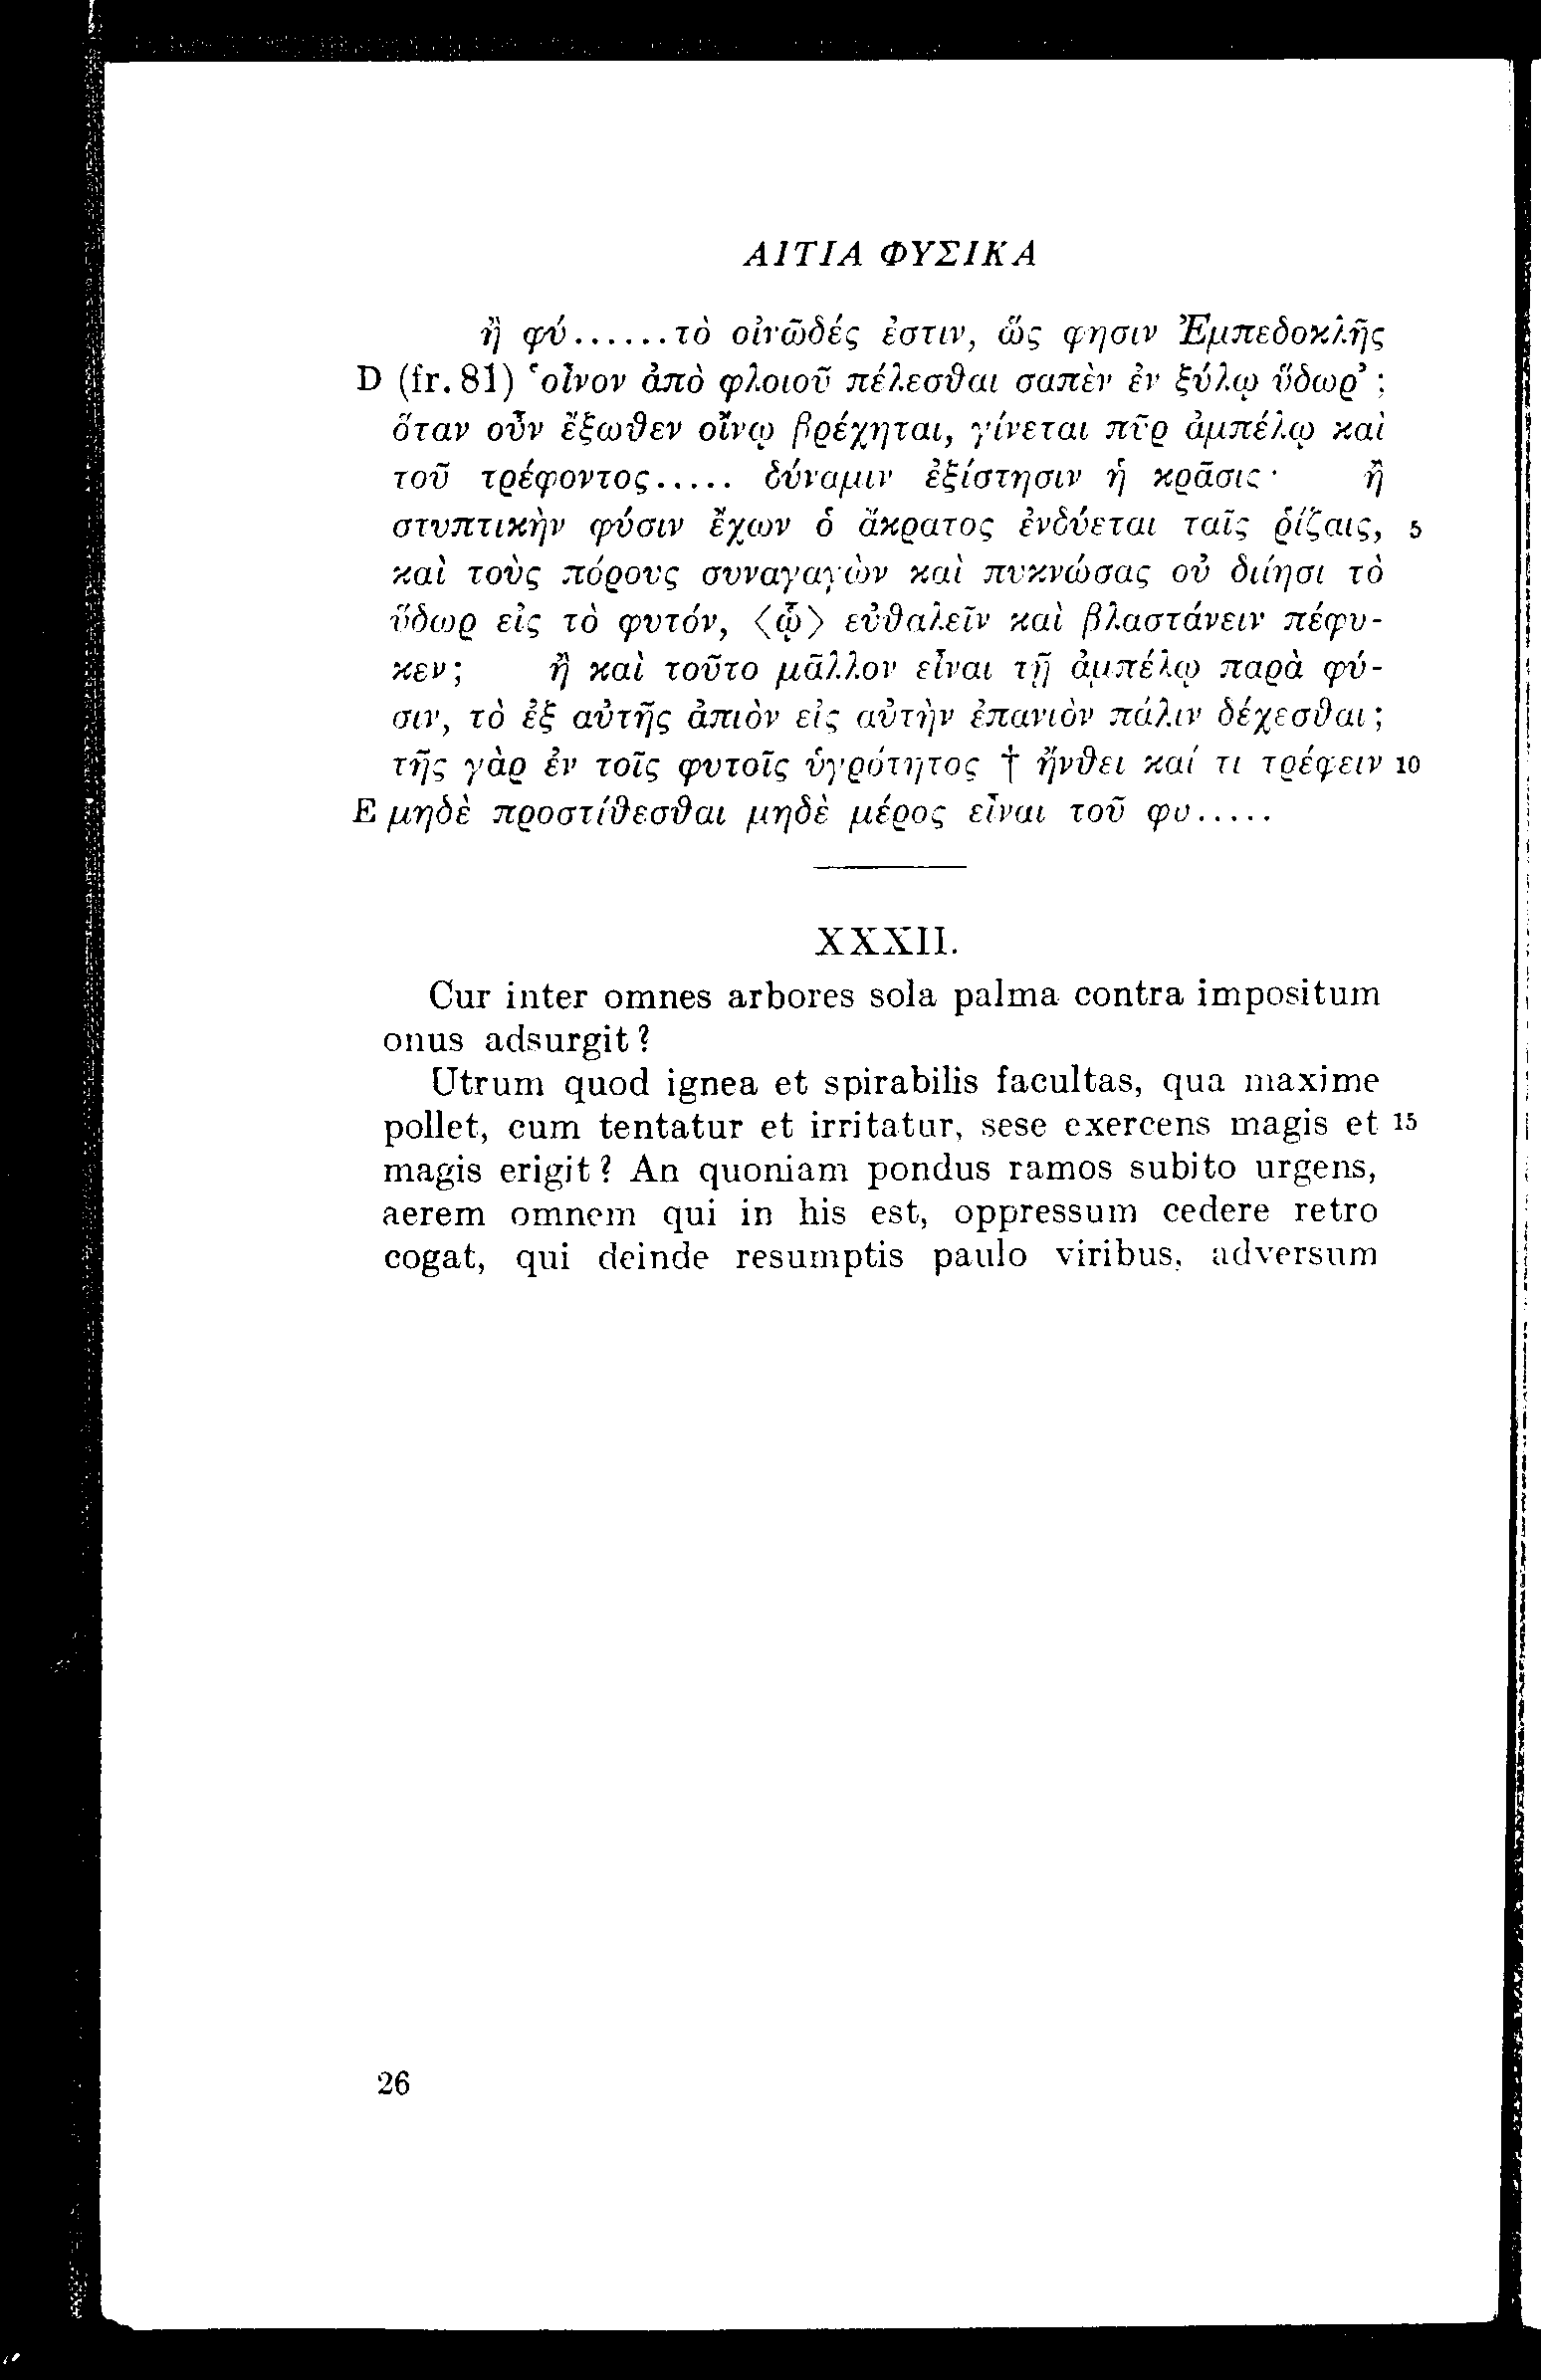 ΑΙΤΙΑ ΦΥΣΙΚΑ
ἢ φύ......τὸ οἰνῶδές ἐστιν, ὥς φησιν Ἐμπεδοκλῆς
D (fr. 81) ‘οἶνον ἀπὸ φλοιοῦ πέλεσθαι σαπὲν ἐν ξύλῳ ὕδωρ’;
ὅταν οὖν ἔξωθεν οἴνῳ βρέχηται, γίνεται πῦρ ἀμπέλῳ καὶ
τοῦ τρέφοντος..... δύναμιν ἐξίστησιν ἡ κρᾶσις· ἢ
στυπτικὴν φύσιν ἔχων ὁ ἄκρατος ἐνδύεται ταῖς ῥίζαις, 5
καὶ τοὺς πόρους συναγαγὼν καὶ πυκνώσας οὐ διίησι τὸ
ὕδωρ εἰς τὸ φυτόν, 〈ᾧ〉 εὐθαλεῖν καὶ βλαστάνειν πέφυ-
κεν; ἢ καὶ τοῦτο μᾶλλον εἶναι τῇ ἀμπέλῳ παρὰ φύ-
σιν, τὸ ἐξ αὐτῆς ἀπιὸν εἰς αὐτὴν ἐπανιὸν πάλιν δέχεσθαι;
τῆς γὰρ ἐν τοῖς φυτοῖς ὑγρότητος † ἤνθει καί τι τρέφειν 10
E μηδὲ προστίθεσθαι μηδὲ μέρος εἶναι τοῦ φυ.....
XXXII.
Cur inter omnes arbores sola palma contra impositum
onus adsurgit?
Utrum quod ignea et spirabilis facultas, qua maxime
pollet, cum tentatur et irritatur, sese exercens magis et 15
magis erigit? An quoniam pondus ramos subito urgens,
aerem omnem qui in his est, oppressum cedere retro
cogat, qui deinde resumptis paulo viribus, adversum
26